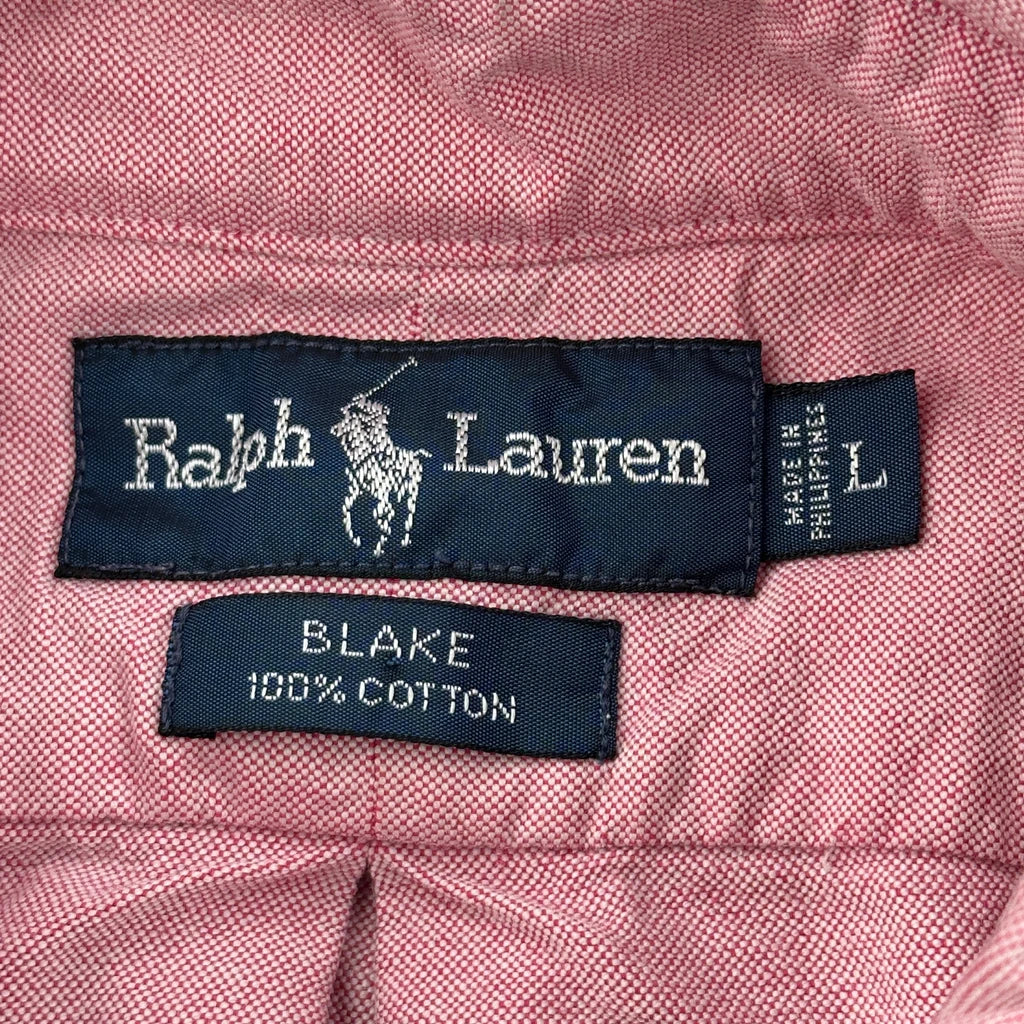 Ralph Lauren
MADE IN
PHILIPPINES
L
BLAKE
100% COTTON